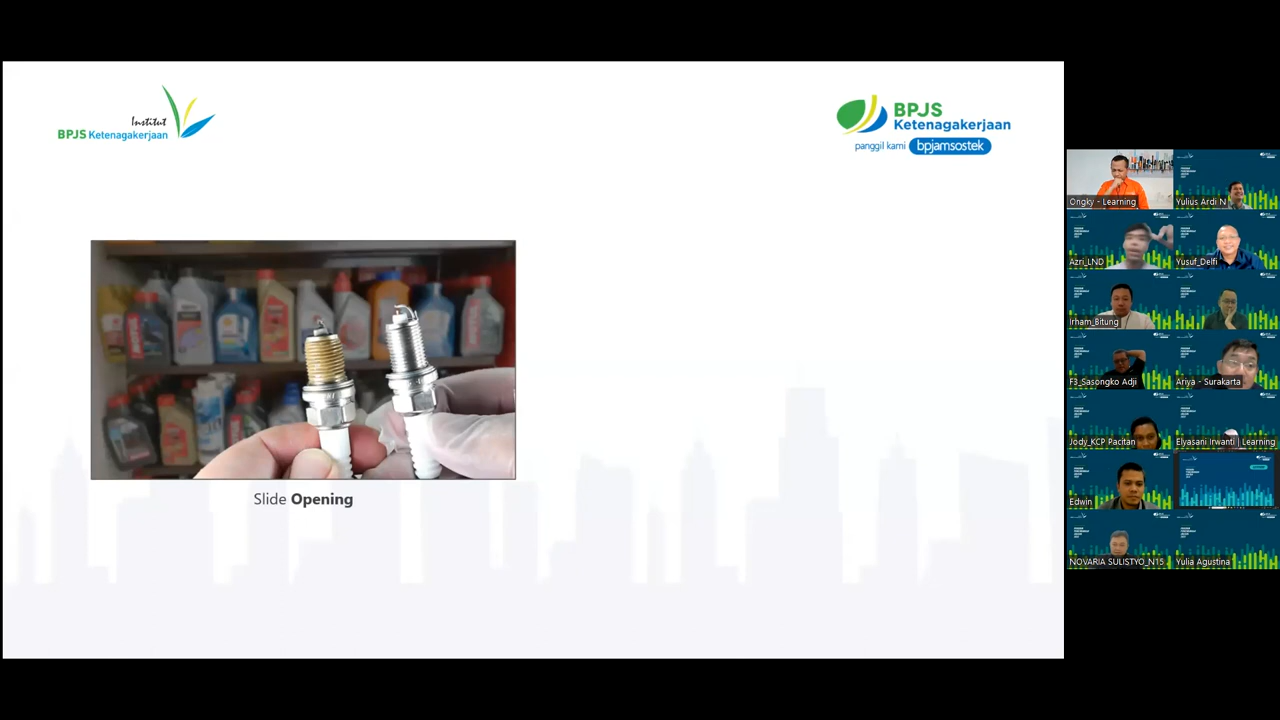 Institut
BPJS Ketenagakerjaan
BPJS
Ketenagakerjaan
panggil kami bpjamsostek
MOTUL
Slide Opening
Ongky - Learning
Yulius Ardi N
Azri_LND
Yusuf_Delfi
Irham_Bitung
F3_Sasongko Adji
Ariya - Surakarta
Jody_KCP Pacitan
Elyasani Irwanti | Learning
Edwin
NOVARIA SULISTYO_N15
Yulia Agustina